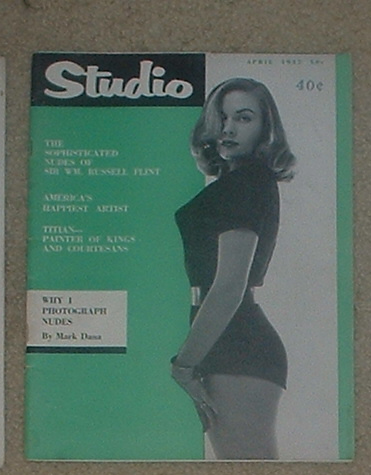 Studio
APRIL 1957
40¢
THE
SOPHISTICATED
NUDES OF
SIR WM. RUSSELL FLINT
AMERICA'S
HAPPIEST ARTIST
TITIAN—
PAINTER OF KINGS
AND COURTESANS
WHY I
PHOTOGRAPH
NUDES
By Mark Dana